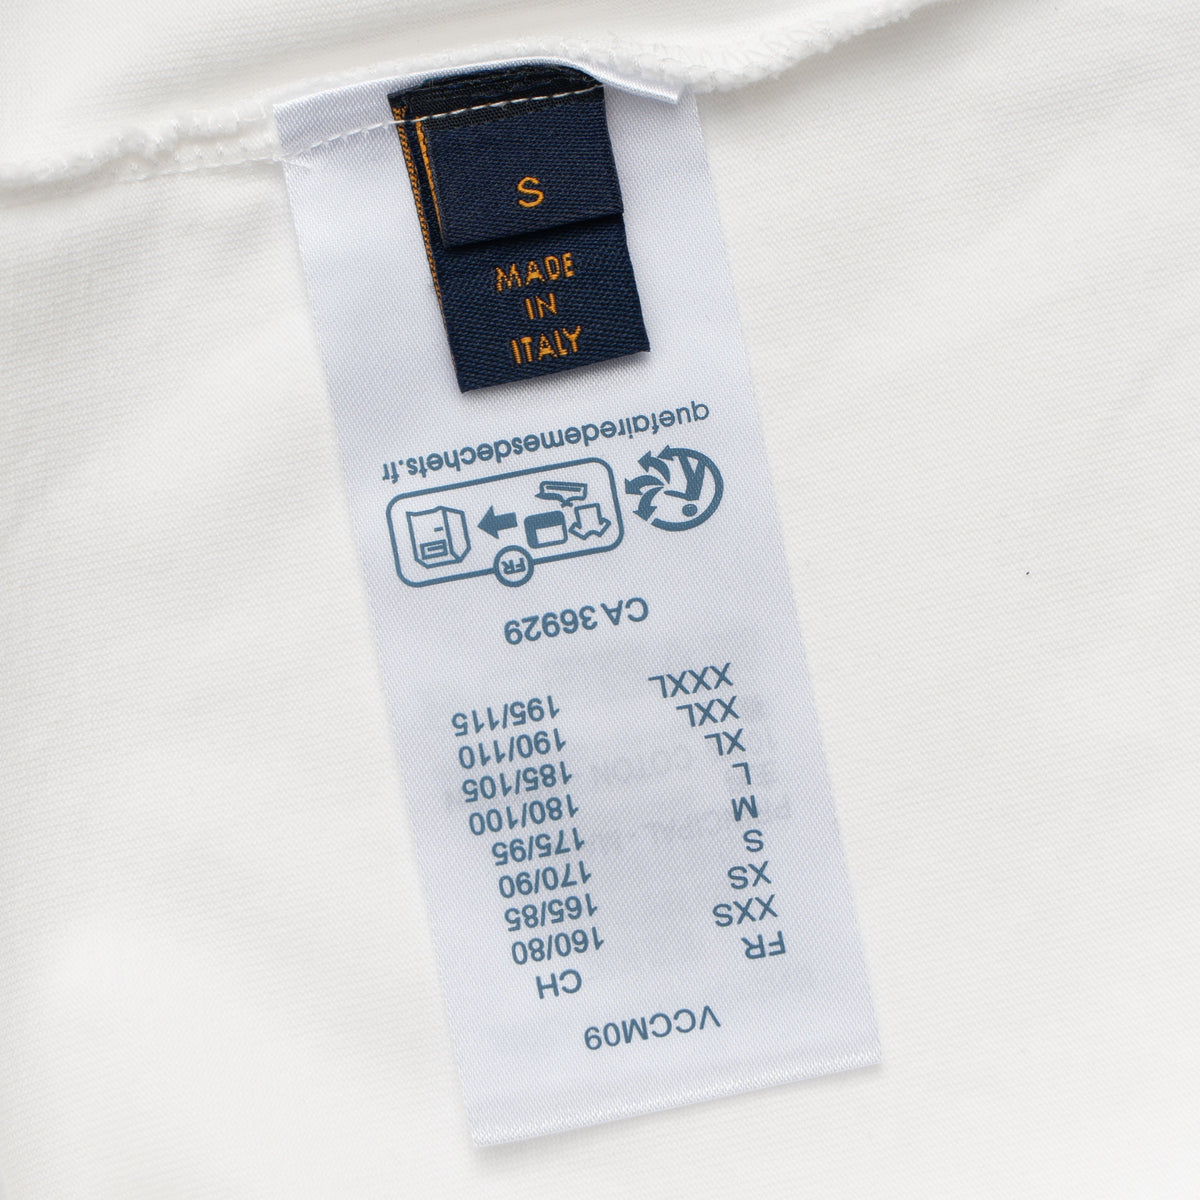 S
MADE
IN
ITALY
VCCM09
FR CH
XXS 160/80
XS 165/85
S 170/90
M 175/95
L 180/100
XL 185/105
XXL 190/110
XXXL 195/115
CA 36929
FR
quefairedemesdechets.fr